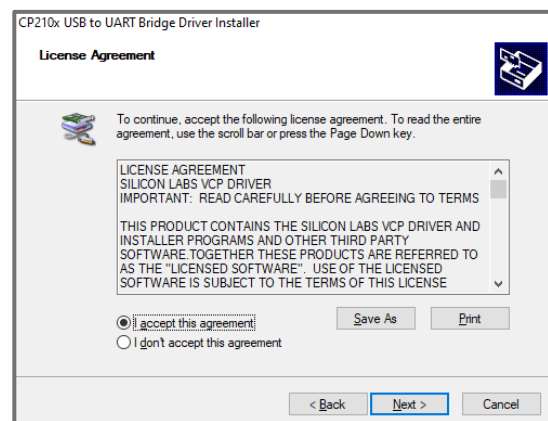 CP210x USB to UART Bridge Driver Installer
License Agreement
To continue, accept the following license agreement. To read the entire
agreement, use the scroll bar or press the Page Down key.
LICENSE AGREEMENT
SILICON LABS VCP DRIVER
IMPORTANT: READ CAREFULLY BEFORE AGREEING TO TERMS
THIS PRODUCT CONTAINS THE SILICON LABS VCP DRIVER AND
INSTALLER PROGRAMS AND OTHER THIRD PARTY
SOFTWARE.TOGETHER THESE PRODUCTS ARE REFERRED TO
AS THE "LICENSED SOFTWARE". USE OF THE LICENSED
SOFTWARE IS SUBJECT TO THE TERMS OF THIS LICENSE
I accept this agreement
Save As
Print
I don't accept this agreement
< Back
Next >
Cancel